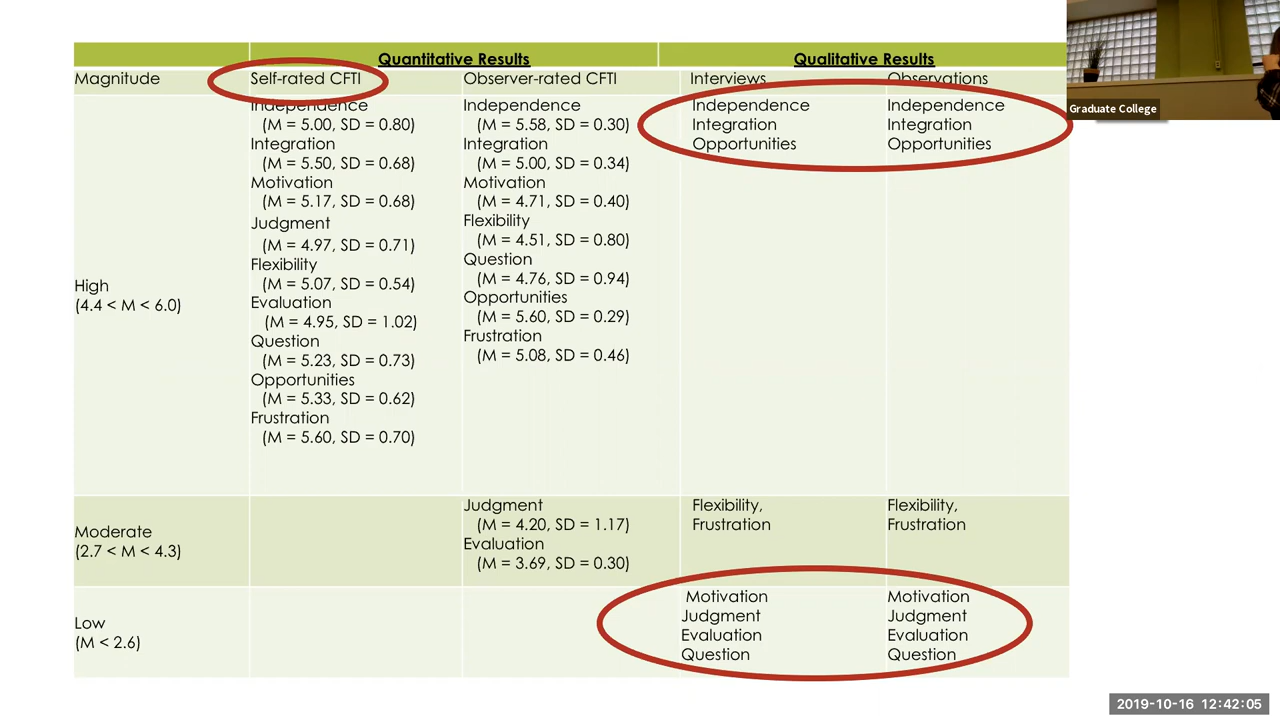 Quantitative Results
Qualitative Results
Magnitude
Self-rated CFTI
Observer-rated CFTI
Interviews
Observations
High
(4.4 < M < 6.0)
Independence
(M = 5.00, SD = 0.80)
Integration
(M = 5.50, SD = 0.68)
Motivation
(M = 5.17, SD = 0.68)
Judgment
(M = 4.97, SD = 0.71)
Flexibility
(M = 5.07, SD = 0.54)
Evaluation
(M = 4.95, SD = 1.02)
Question
(M = 5.23, SD = 0.73)
Opportunities
(M = 5.33, SD = 0.62)
Frustration
(M = 5.60, SD = 0.70)
Independence
(M = 5.58, SD = 0.30)
Integration
(M = 5.00, SD = 0.34)
Motivation
(M = 4.71, SD = 0.40)
Flexibility
(M = 4.51, SD = 0.80)
Question
(M = 4.76, SD = 0.94)
Opportunities
(M = 5.60, SD = 0.29)
Frustration
(M = 5.08, SD = 0.46)
Independence
Integration
Opportunities
Independence
Integration
Opportunities
Moderate
(2.7 < M < 4.3)
Judgment
(M = 4.20, SD = 1.17)
Evaluation
(M = 3.69, SD = 0.30)
Flexibility,
Frustration
Flexibility,
Frustration
Low
(M < 2.6)
Motivation
Judgment
Evaluation
Question
Motivation
Judgment
Evaluation
Question
Graduate College
2019-10-16 12:42:05